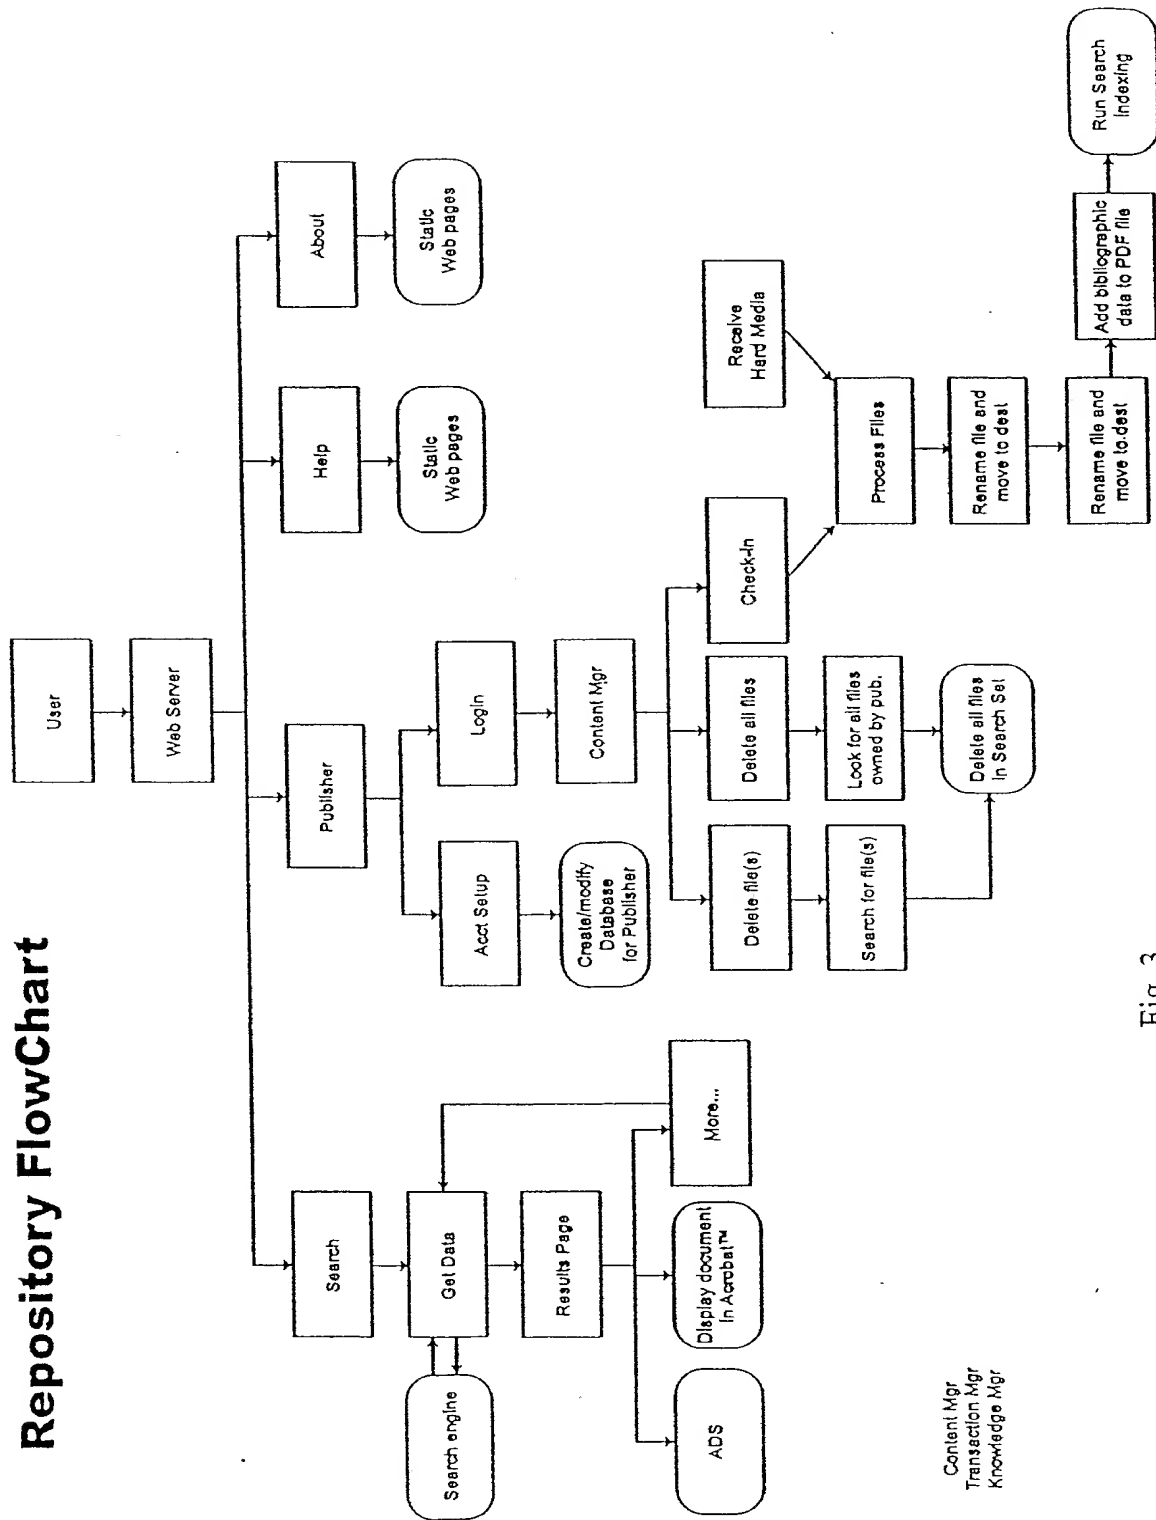 Repository FlowChart
User
Web Server
Search
Publisher
Help
About
Static
Web pages
Static
Web pages
Search engine
Get Data
Results Page
ADS
Display document
In Acrobat™
More...
Acct Setup
Create/modify
Database
for Publisher
Login
Content Mgr
Delete file(s)
Search for file(s)
Delete all files
Look for all files
owned by pub.
Delete all files
In Search Set
Check-In
Receive
Hard Media
Process Files
Rename file and
move to dest
Rename file and
move to dest
Add bibliographic
data to PDF file
Run Search
Indexing
Content Mgr
Transaction Mgr
Knowledge Mgr
Fig. 3